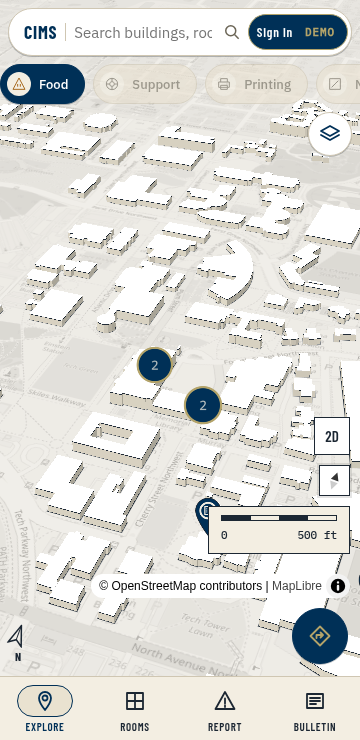 CIMS
Search buildings, roo
Sign In DEMO
Food
Support
Printing
2
2
2D
0 500 ft
Cherry Street Northwest
Tech Parkway Northwest
© OpenStreetMap contributors | MapLibre
Tech Tower
Lawn
North Avenue Nor
N
EXPLORE
ROOMS
REPORT
BULLETIN